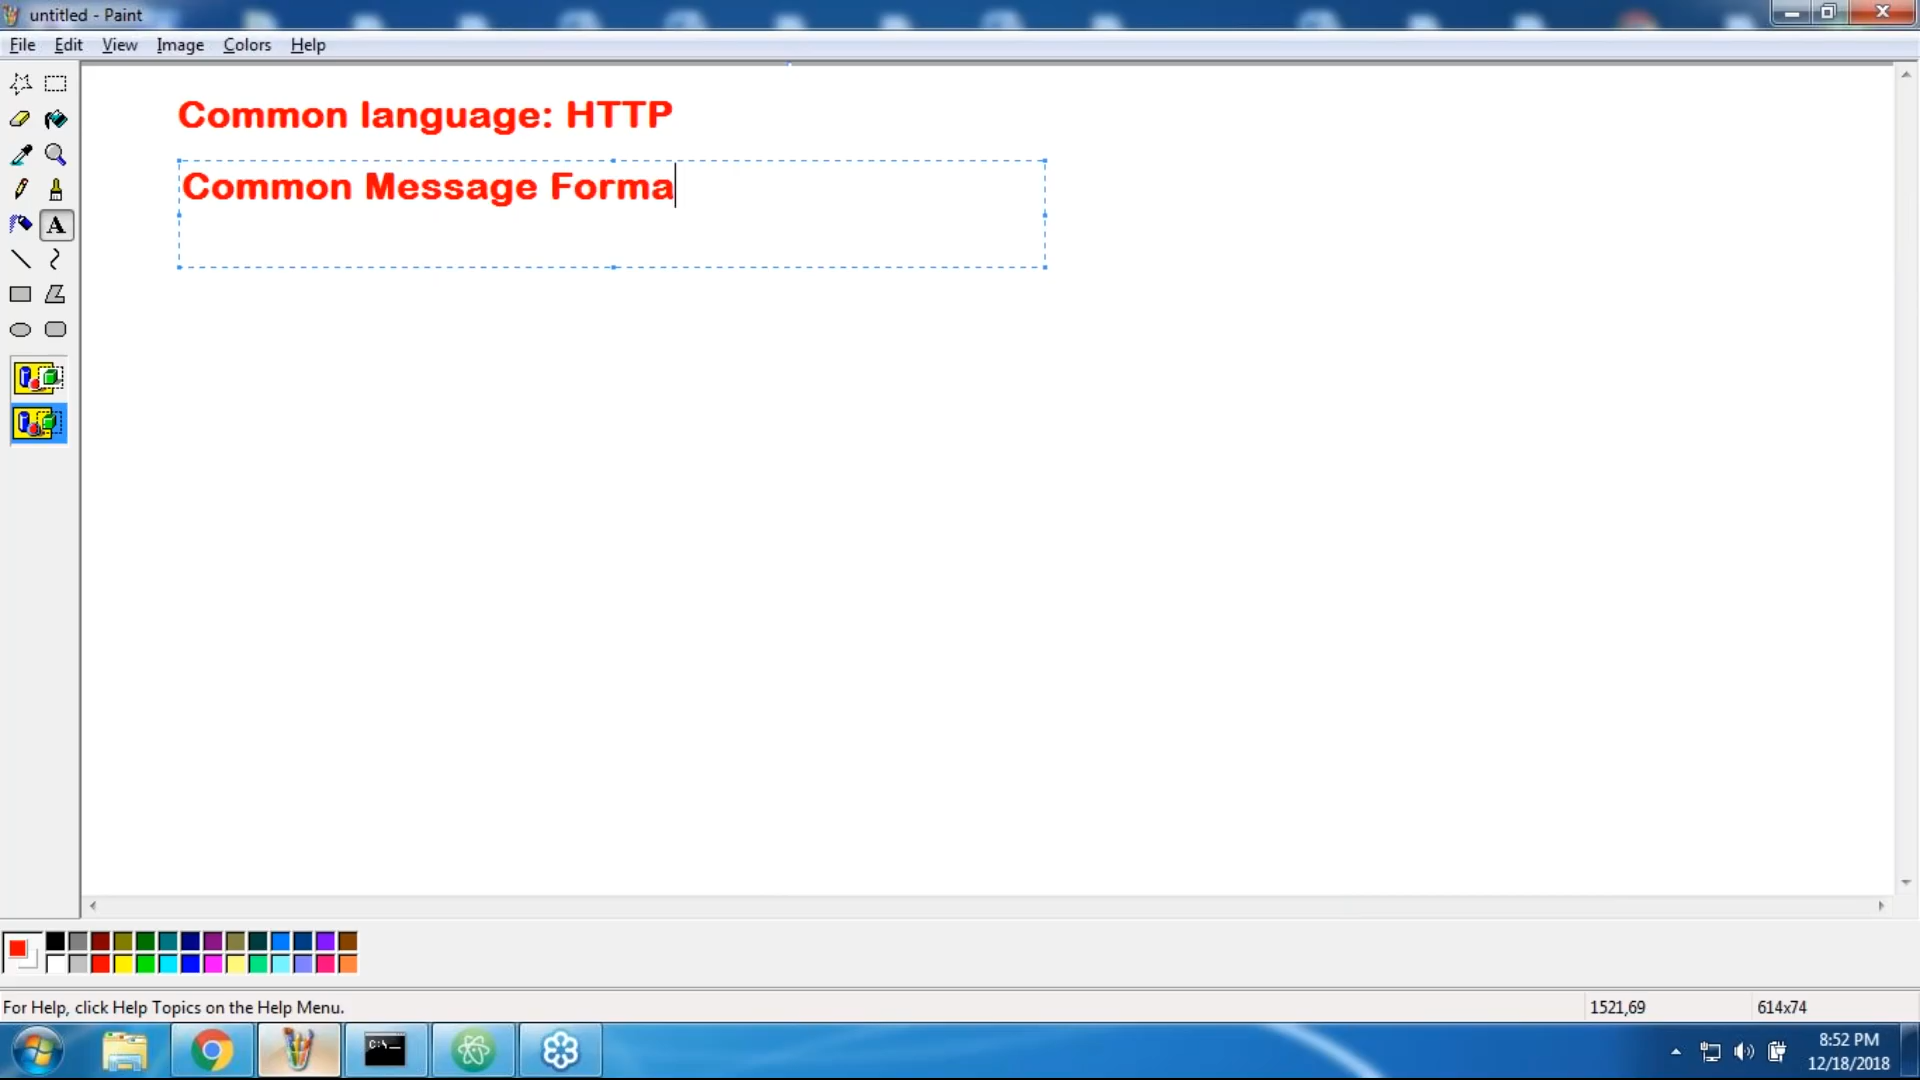 untitled - Paint
File Edit View Image Colors Help
Common language: HTTP
Common Message Forma
A
For Help, click Help Topics on the Help Menu.
1521,69
614x74
C:\ _
8:52 PM
12/18/2018